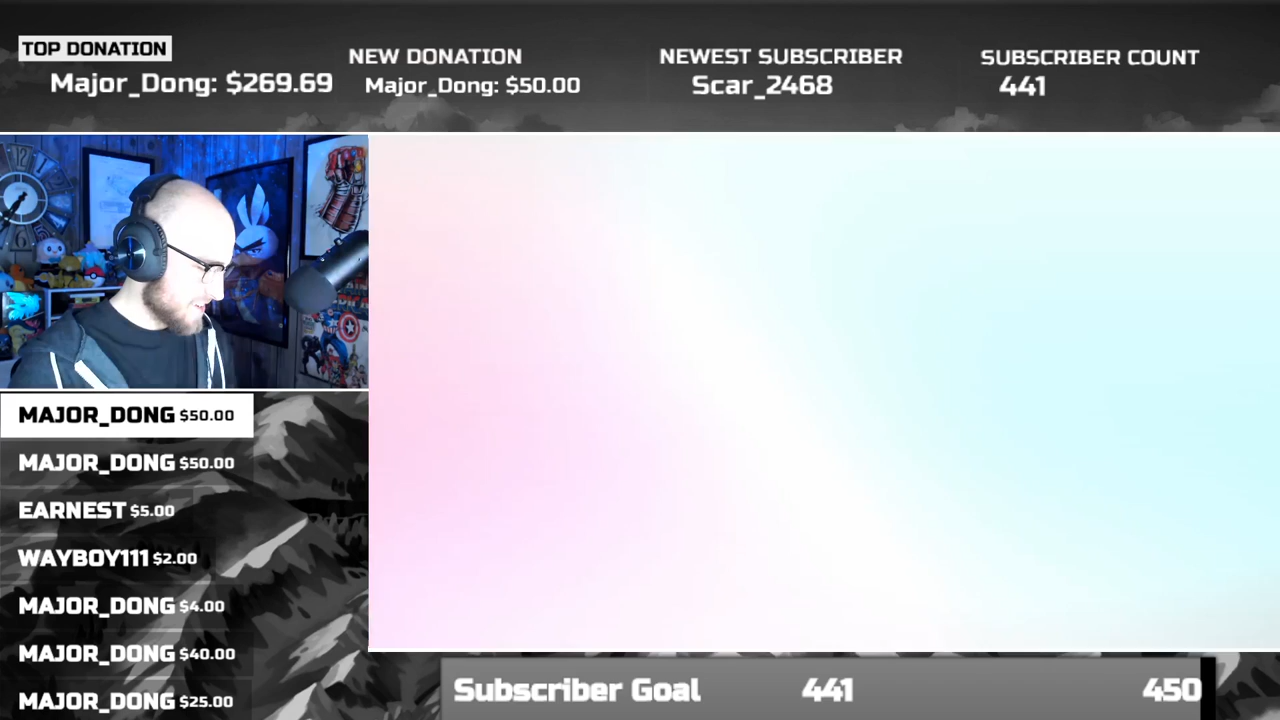 TOP DONATION
Major_Dong: $269.69
NEW DONATION
Major_Dong: $50.00
NEWEST SUBSCRIBER
Scar_2468
SUBSCRIBER COUNT
441
MAJOR_DONG $50.00
MAJOR_DONG $50.00
EARNEST $5.00
WAYBOY111 $2.00
MAJOR_DONG $4.00
MAJOR_DONG $40.00
MAJOR_DONG $25.00
Subscriber Goal 441 450